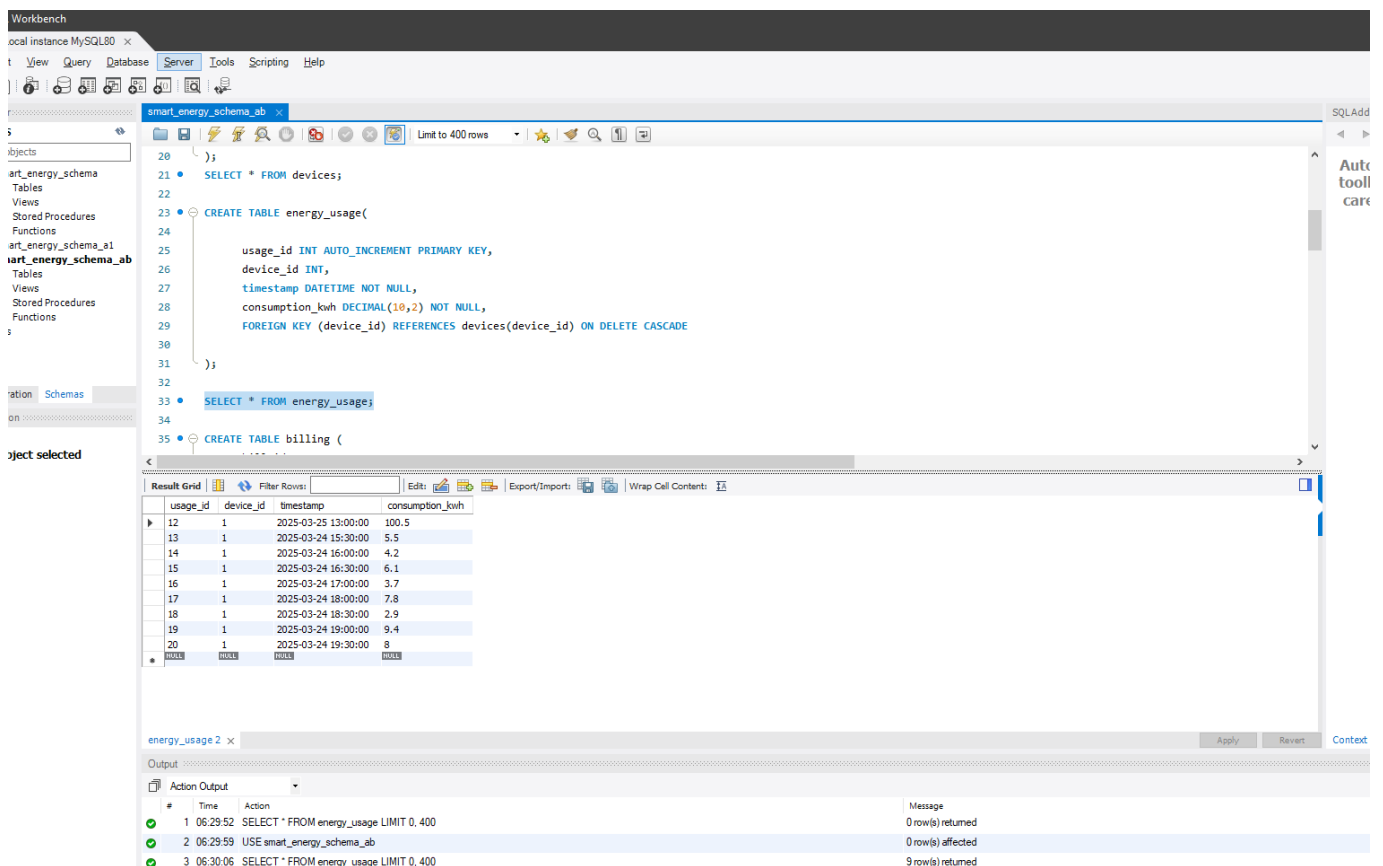 Workbench
ocal instance MySQL80 ×
t View Query Database Server Tools Scripting Help
smart_energy_schema_ab ×
SQLAdd
Limit to 400 rows
objects
art_energy_schema
Tables
Views
Stored Procedures
Functions
art_energy_schema_a1
art_energy_schema_ab
Tables
Views
Stored Procedures
Functions
s
ration Schemas
on
bject selected
20 );
21 SELECT * FROM devices;
22
23 CREATE TABLE energy_usage(
24
25 usage_id INT AUTO_INCREMENT PRIMARY KEY,
26 device_id INT,
27 timestamp DATETIME NOT NULL,
28 consumption_kwh DECIMAL(10,2) NOT NULL,
29 FOREIGN KEY (device_id) REFERENCES devices(device_id) ON DELETE CASCADE
30
31 );
32
33 SELECT * FROM energy_usage;
34
35 CREATE TABLE billing (
Auto
tool
care
Result Grid Filter Rows: Edit: Export/Import: Wrap Cell Content:
usage_id device_id timestamp consumption_kwh
12 1 2025-03-25 13:00:00 100.5
13 1 2025-03-24 15:30:00 5.5
14 1 2025-03-24 16:00:00 4.2
15 1 2025-03-24 16:30:00 6.1
16 1 2025-03-24 17:00:00 3.7
17 1 2025-03-24 18:00:00 7.8
18 1 2025-03-24 18:30:00 2.9
19 1 2025-03-24 19:00:00 9.4
20 1 2025-03-24 19:30:00 8
NULL NULL NULL NULL
energy_usage 2 × Apply Revert Context
Output
Action Output
# Time Action Message
1 06:29:52 SELECT * FROM energy_usage LIMIT 0, 400 0 row(s) returned
2 06:29:59 USE smart_energy_schema_ab 0 row(s) affected
3 06:30:06 SELECT * FROM energy_usage LIMIT 0, 400 9 row(s) returned